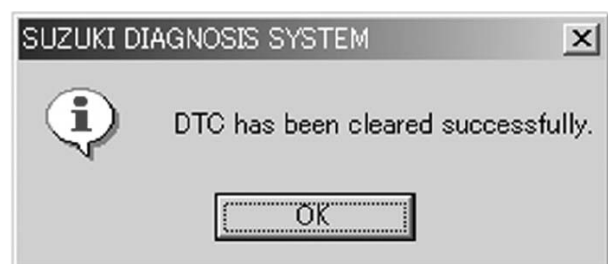 SUZUKI DIAGNOSIS SYSTEM
DTC has been cleared successfully.
OK